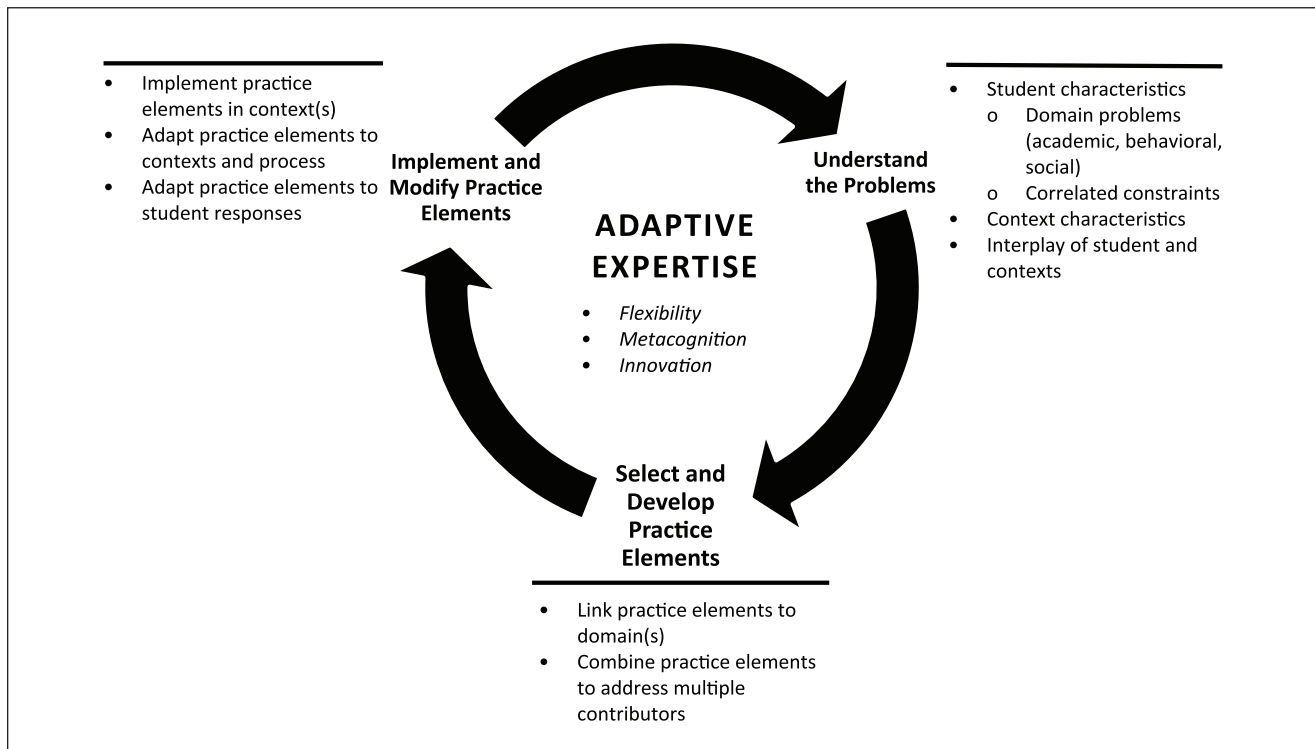 • Implement practice
elements in context(s)
• Adapt practice elements to
contexts and process
• Adapt practice elements to
student responses
Implement and
Modify Practice
Elements
Understand
the Problems
• Student characteristics
o Domain problems
(academic, behavioral,
social)
o Correlated constraints
• Context characteristics
• Interplay of student and
contexts
ADAPTIVE
EXPERTISE
• Flexibility
• Metacognition
• Innovation
Select and
Develop
Practice
Elements
• Link practice elements to
domain(s)
• Combine practice elements
to address multiple
contributors